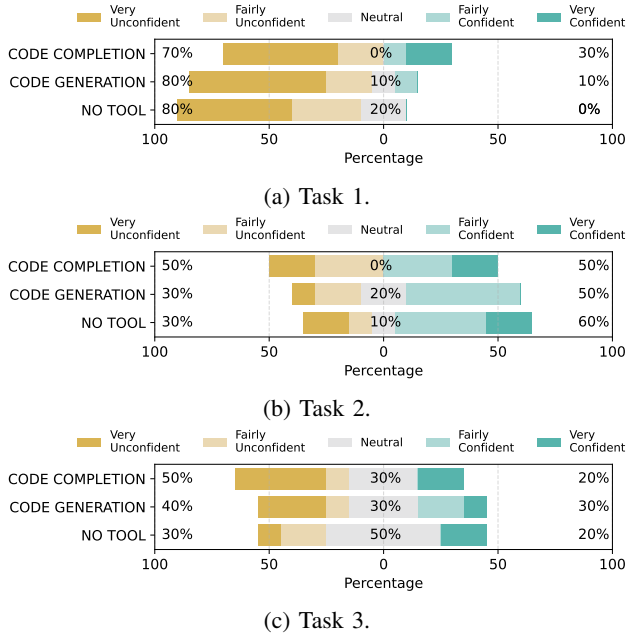 Very Unconfident Fairly Unconfident Neutral Fairly Confident Very Confident
CODE COMPLETION 70% 0% 30%
CODE GENERATION 80% 10% 10%
NO TOOL 80% 20% 0%
100 50 0 50 100
Percentage
(a) Task 1.
Very Unconfident Fairly Unconfident Neutral Fairly Confident Very Confident
CODE COMPLETION 50% 0% 50%
CODE GENERATION 30% 20% 50%
NO TOOL 30% 10% 60%
100 50 0 50 100
Percentage
(b) Task 2.
Very Unconfident Fairly Unconfident Neutral Fairly Confident Very Confident
CODE COMPLETION 50% 30% 20%
CODE GENERATION 40% 30% 30%
NO TOOL 30% 50% 20%
100 50 0 50 100
Percentage
(c) Task 3.